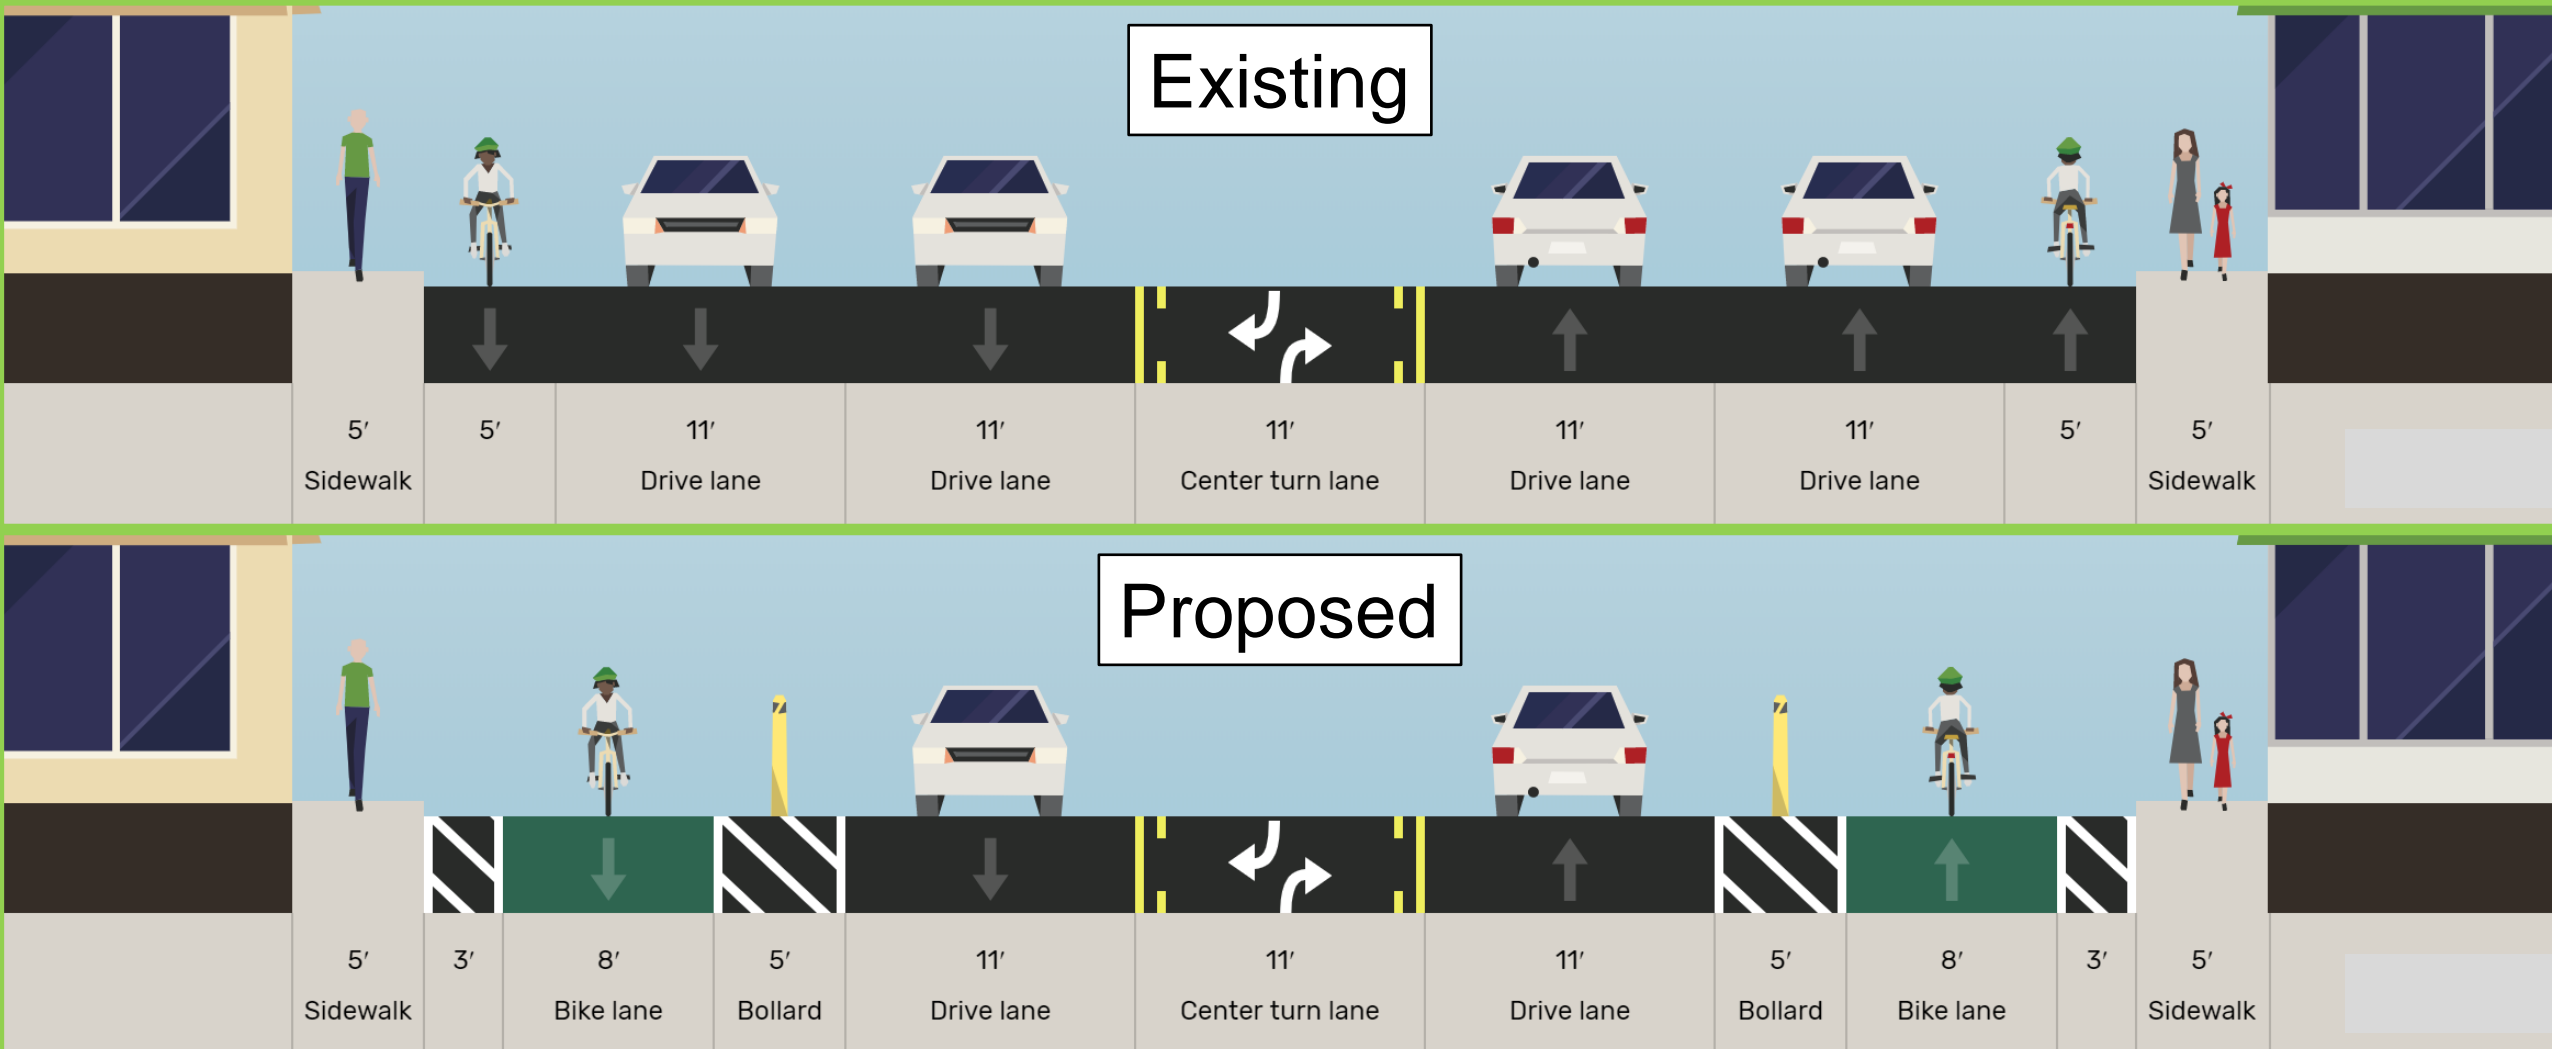 Existing
5′ 5′ 11′ 11′ 11′ 11′ 11′ 5′ 5′
Sidewalk Drive lane Drive lane Center turn lane Drive lane Drive lane Sidewalk
Proposed
5′ 3′ 8′ 5′ 11′ 11′ 11′ 5′ 8′ 3′ 5′
Sidewalk Bike lane Bollard Drive lane Center turn lane Drive lane Bollard Bike lane Sidewalk